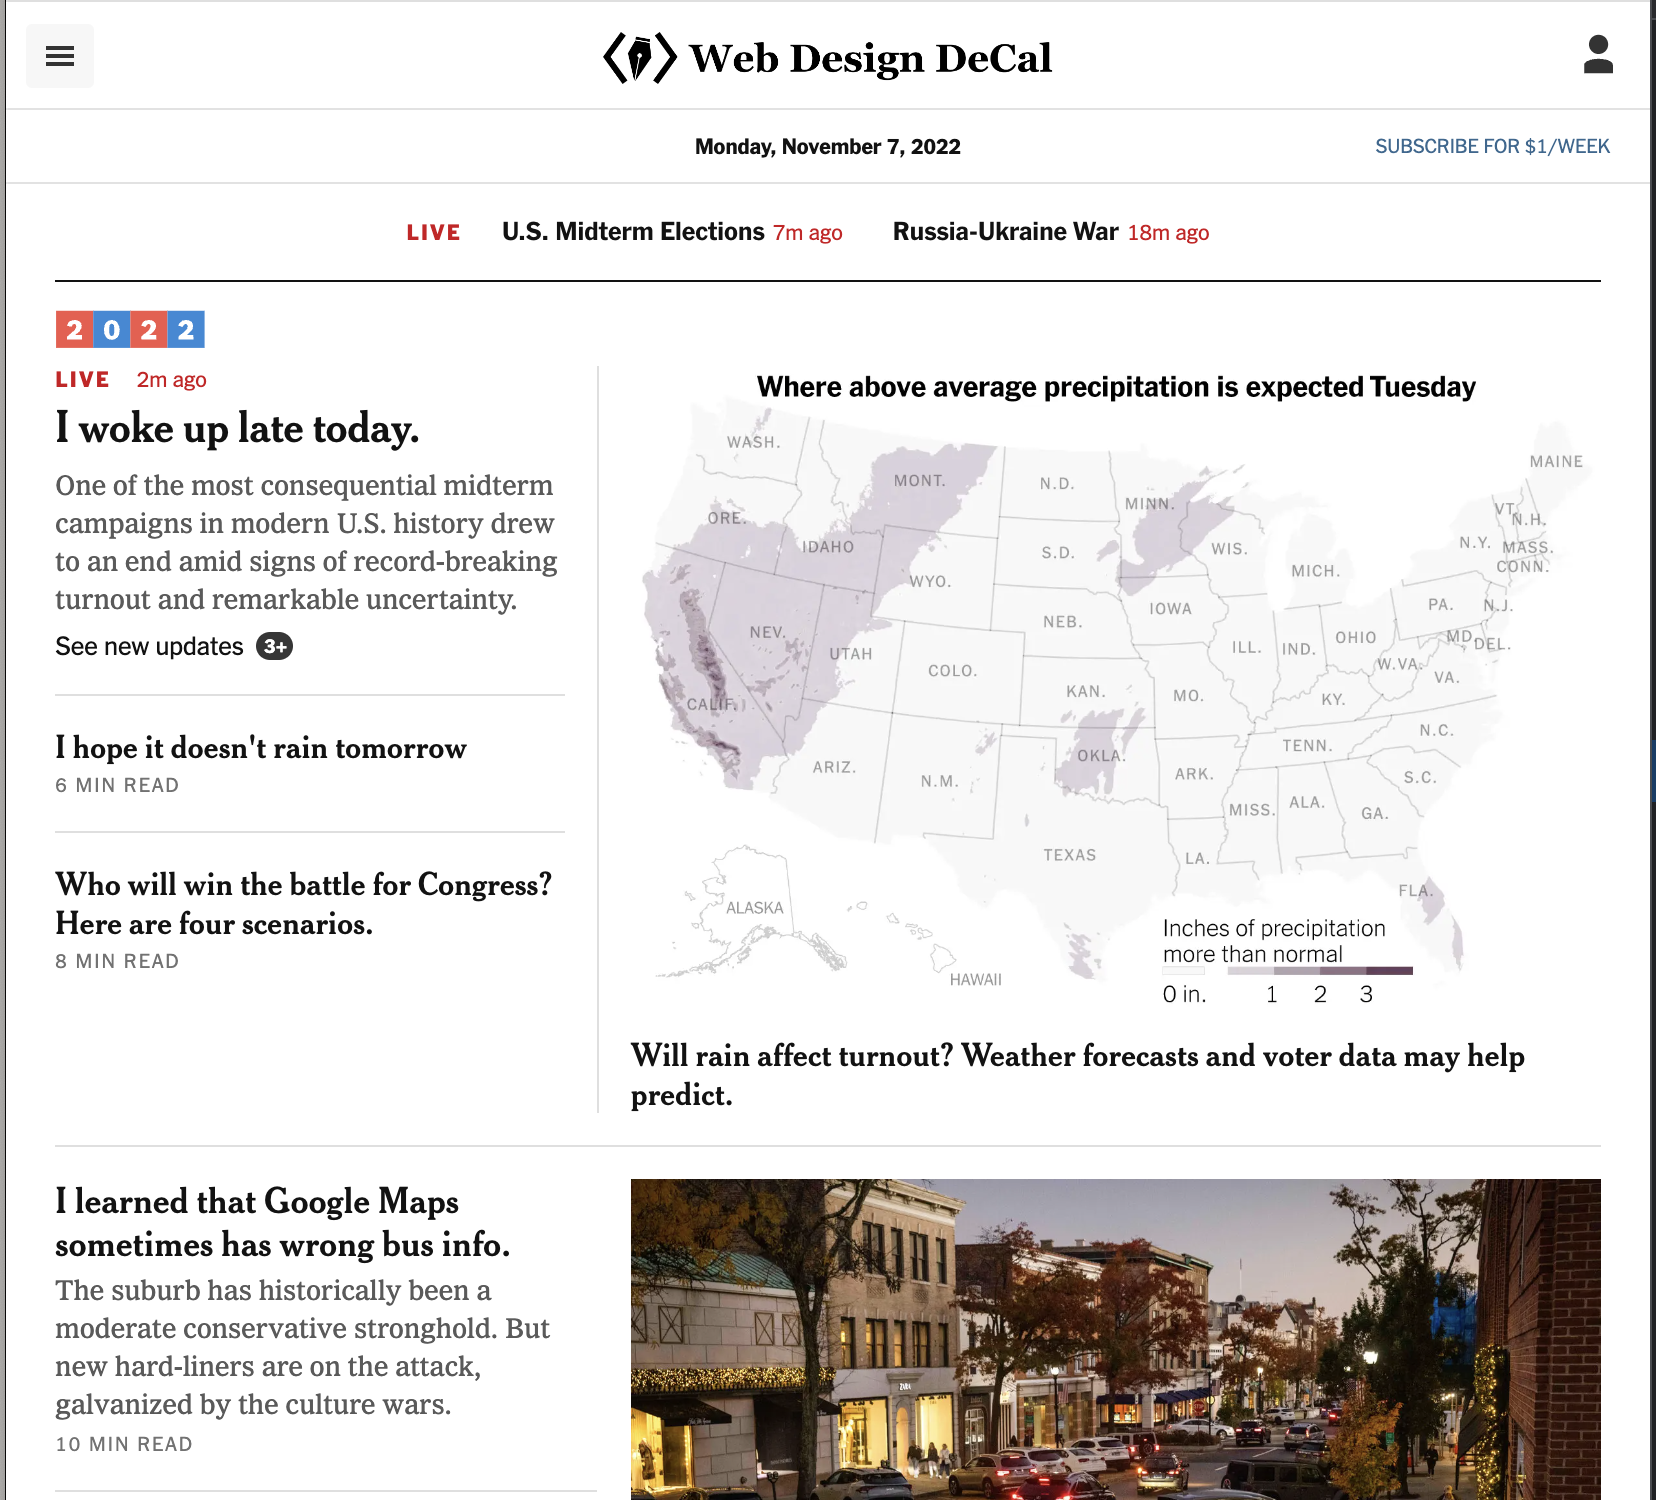 Web Design DeCal
Monday, November 7, 2022
SUBSCRIBE FOR $1/WEEK
LIVE U.S. Midterm Elections 7m ago Russia-Ukraine War 18m ago
2022
LIVE 2m ago
I woke up late today.
One of the most consequential midterm
campaigns in modern U.S. history drew
to an end amid signs of record-breaking
turnout and remarkable uncertainty.
See new updates 3+
I hope it doesn't rain tomorrow
6 MIN READ
Who will win the battle for Congress?
Here are four scenarios.
8 MIN READ
Where above average precipitation is expected Tuesday
WASH.
MONT.
N.D.
MINN.
MAINE
ORE.
IDAHO
S.D.
WIS.
VT.
N.H.
N.Y.
MASS.
CONN.
MICH.
WYO.
IOWA
PA.
N.J.
NEV.
NEB.
ILL.
IND.
OHIO
MD.
DEL.
UTAH
COLO.
W.VA.
VA.
CALIF.
KAN.
MO.
KY.
ARIZ.
N.M.
OKLA.
ARK.
TENN.
N.C.
S.C.
MISS.
ALA.
GA.
TEXAS
LA.
FLA.
ALASKA
HAWAII
Inches of precipitation
more than normal
0 in. 1 2 3
Will rain affect turnout? Weather forecasts and voter data may help
predict.
I learned that Google Maps
sometimes has wrong bus info.
The suburb has historically been a
moderate conservative stronghold. But
new hard-liners are on the attack,
galvanized by the culture wars.
10 MIN READ
ZARA